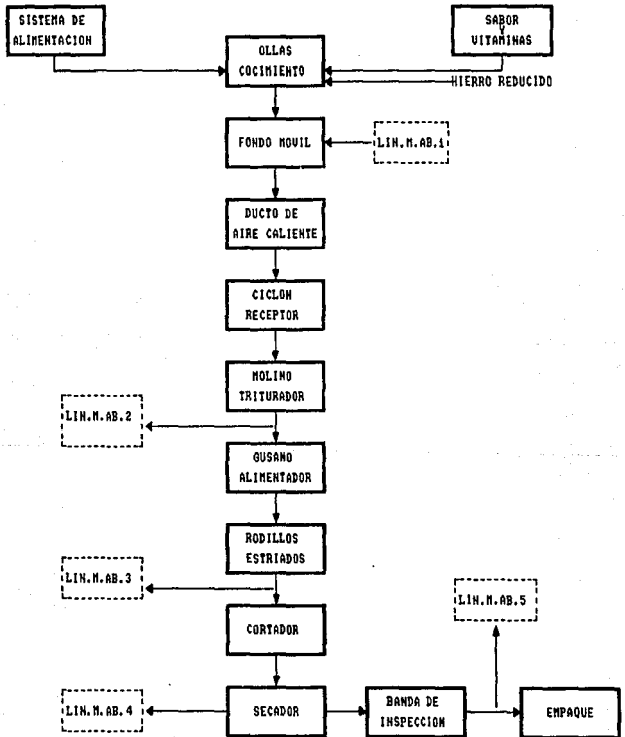 SISTEMA DE
ALIMENTACION
SABOR
Y
VITAMINAS
OLLAS
COCIMIENTO
HIERRO REDUCIDO
FONDO MOVIL
LIN.M.AB.1
DUCTO DE
AIRE CALIENTE
CICLON
RECEPTOR
MOLINO
TRITURADOR
LIN.M.AB.2
GUSANO
ALIMENTADOR
RODILLOS
ESTRIADOS
LIN.M.AB.3
LIN.M.AB.5
CORTADOR
LIN.M.AB.4
SECADOR
BANDA DE
INSPECCION
EMPAQUE